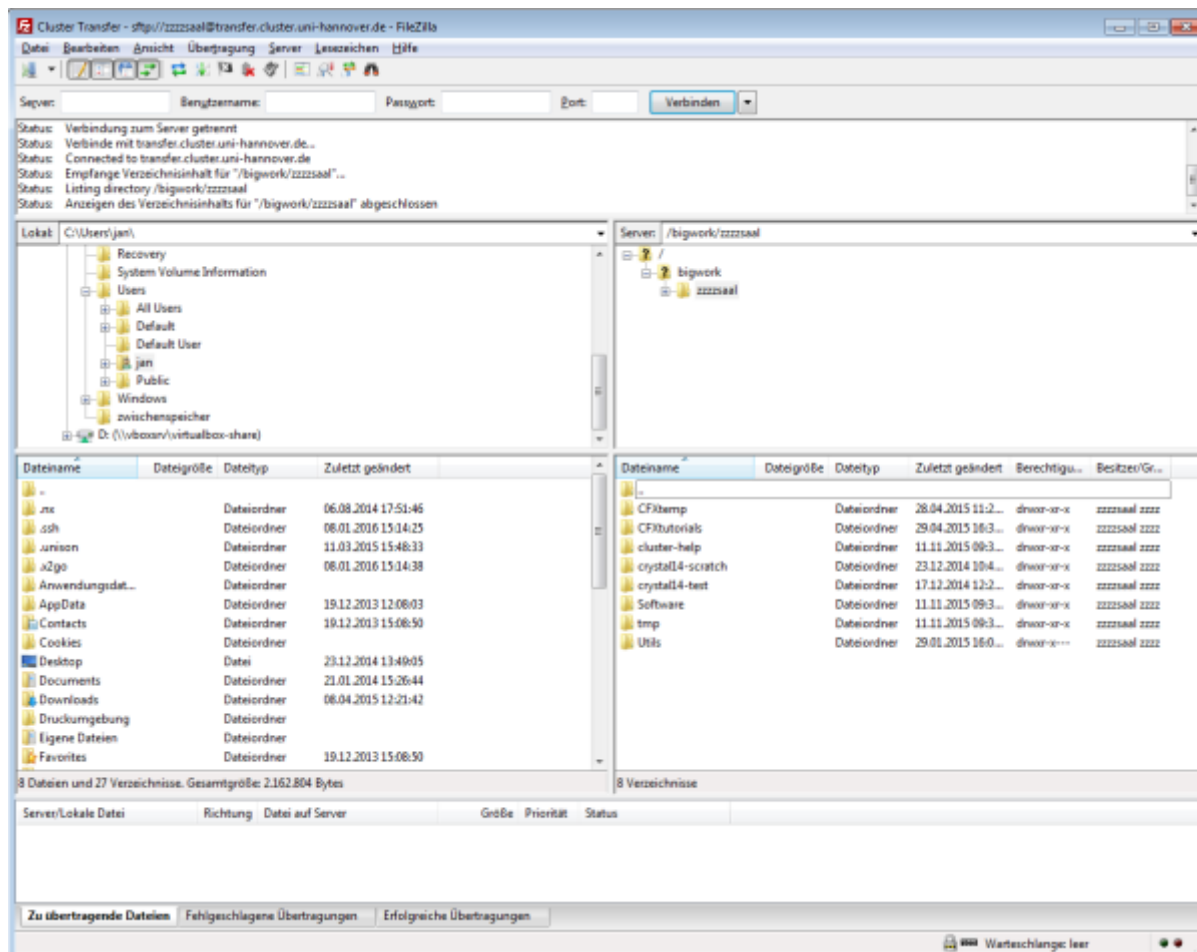 Cluster Transfer - sftp://zzzzsaal@transfer.cluster.uni-hannover.de - FileZilla
Datei Bearbeiten Ansicht Übertragung Server Lesezeichen Hilfe
Server: Benutzername: Passwort: Port: Verbinden
Status: Verbindung zum Server getrennt
Status: Verbinde mit transfer.cluster.uni-hannover.de...
Status: Connected to transfer.cluster.uni-hannover.de
Status: Empfange Verzeichnisinhalt für "/bigwork/zzzzsaal"...
Status: Listing directory /bigwork/zzzzsaal
Status: Anzeigen des Verzeichnisinhalts für "/bigwork/zzzzsaal" abgeschlossen
Lokal: C:\Users\jan\
Recovery
System Volume Information
Users
All Users
Default
Default User
jan
Public
Windows
zwischenspeicher
D: (\\vboxsrv\virtualbox-share)
Server: /bigwork/zzzzsaal
/
bigwork
zzzzsaal
Dateiname Dateigröße Dateityp Zuletzt geändert
..
.nx Dateiordner 06.08.2014 17:51:46
.ssh Dateiordner 08.01.2016 15:14:25
.unison Dateiordner 11.03.2015 15:48:33
.x2go Dateiordner 08.01.2016 15:14:38
Anwendungsdat... Dateiordner
AppData Dateiordner 19.12.2013 12:08:03
Contacts Dateiordner 19.12.2013 15:08:50
Cookies Dateiordner
Desktop Datei 23.12.2014 13:49:05
Documents Dateiordner 21.01.2014 15:26:44
Downloads Dateiordner 08.04.2015 12:21:42
Druckumgebung Dateiordner
Eigene Dateien Dateiordner
Favorites Dateiordner 19.12.2013 15:08:50
8 Dateien und 27 Verzeichnisse. Gesamtgröße: 2.162.804 Bytes
Dateiname Dateigröße Dateityp Zuletzt geändert Berechtigu... Besitzer/Gr...
..
CFXtemp Dateiordner 28.04.2015 11:2... drwxr-xr-x zzzzsaal zzzz
CFXtutorials Dateiordner 29.04.2015 16:3... drwxr-xr-x zzzzsaal zzzz
cluster-help Dateiordner 11.11.2015 09:3... drwxr-xr-x zzzzsaal zzzz
crystal14-scratch Dateiordner 23.12.2014 10:4... drwxr-xr-x zzzzsaal zzzz
crystal14-test Dateiordner 17.12.2014 12:2... drwxr-xr-x zzzzsaal zzzz
Software Dateiordner 11.11.2015 09:3... drwxr-xr-x zzzzsaal zzzz
tmp Dateiordner 11.11.2015 09:3... drwxr-xr-x zzzzsaal zzzz
Utils Dateiordner 29.01.2015 16:0... drwxr-x--- zzzzsaal zzzz
8 Verzeichnisse
Server/Lokale Datei Richtung Datei auf Server Größe Priorität Status
Zu übertragende Dateien Fehlgeschlagene Übertragungen Erfolgreiche Übertragungen
Warteschlange: leer